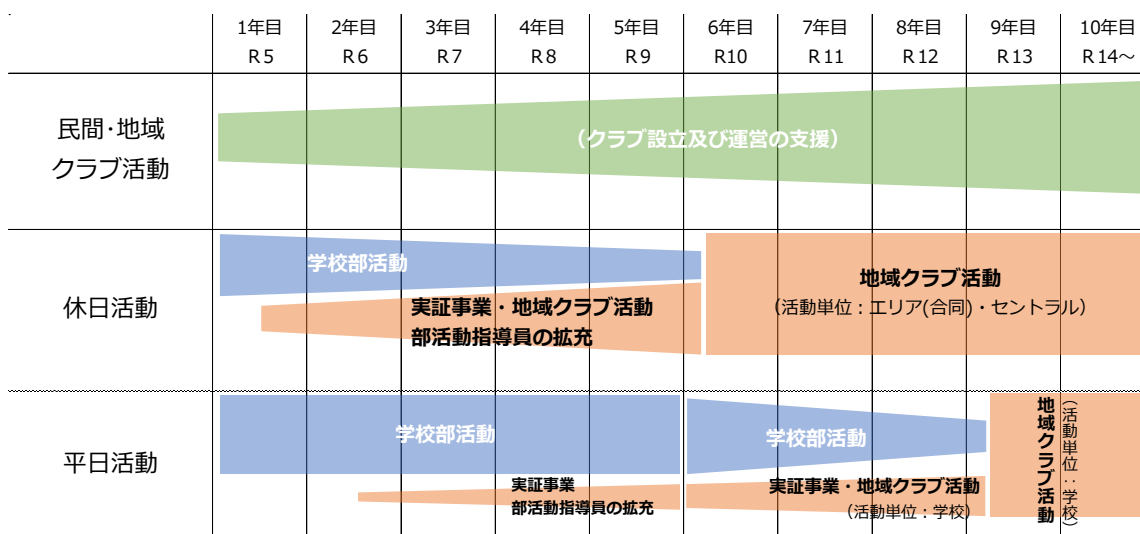 1年目 2年目 3年目 4年目 5年目 6年目 7年目 8年目 9年目 10年目
R5 R6 R7 R8 R9 R10 R11 R12 R13 R14～
民間･地域
クラブ活動
（クラブ設立及び運営の支援）
休日活動
学校部活動
実証事業・地域クラブ活動
部活動指導員の拡充
地域クラブ活動
（活動単位：エリア(合同)・セントラル）
平日活動
学校部活動
実証事業
部活動指導員の拡充
学校部活動
実証事業・地域クラブ活動
（活動単位：学校）
地域クラブ活動
（活動単位：学校）